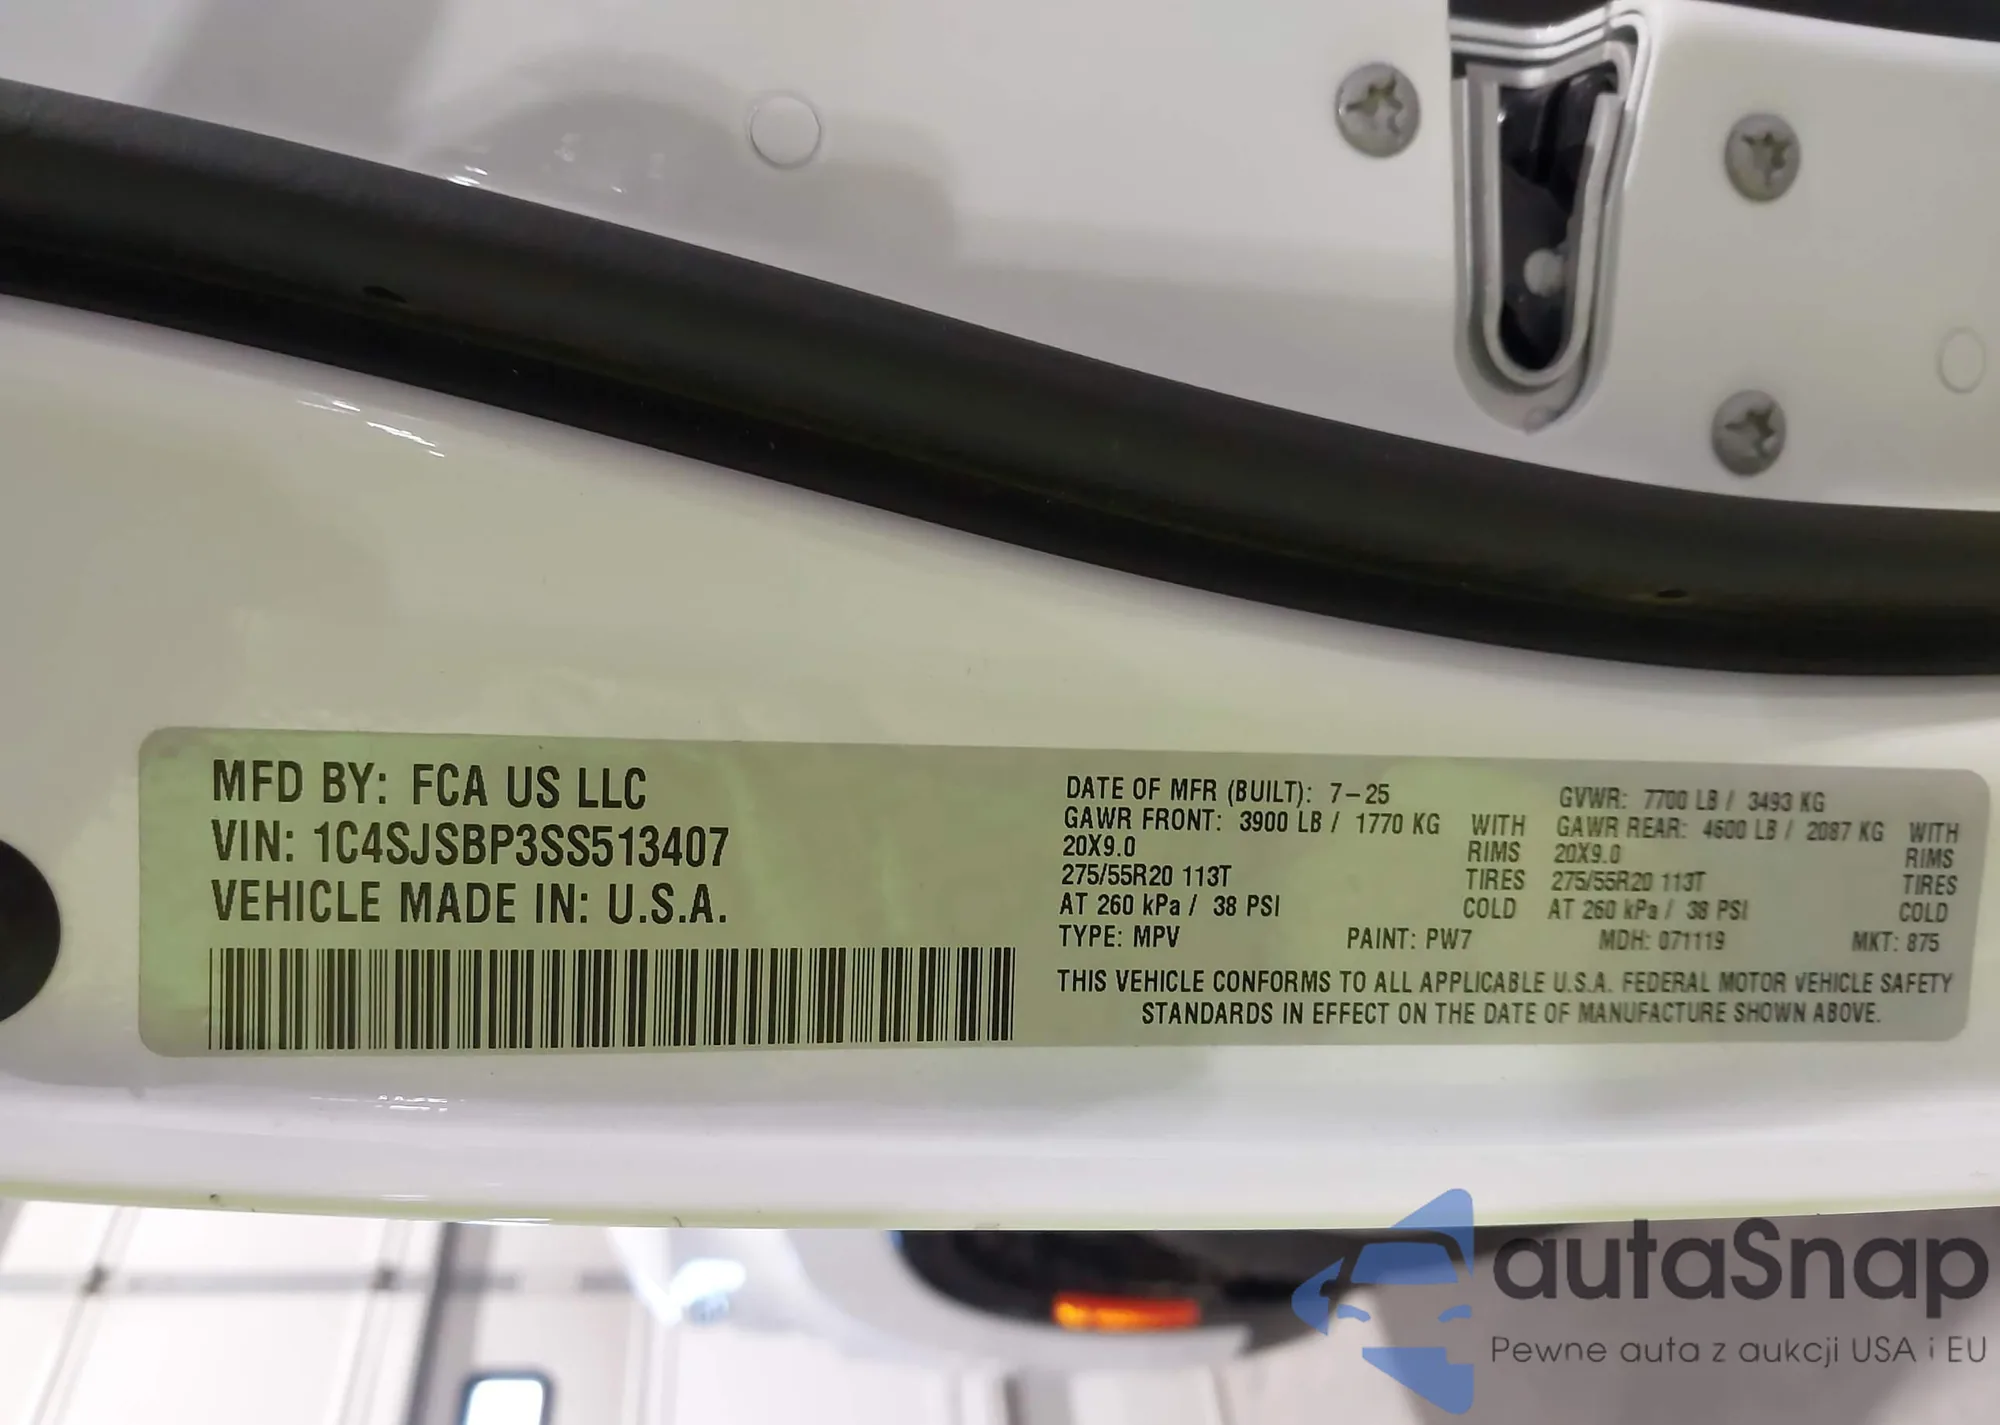 MFD BY: FCA US LLC
VIN: 1C4SJSBP3SS513407
VEHICLE MADE IN: U.S.A.
DATE OF MFR (BUILT): 7-25 GVWR: 7700 LB / 3493 KG
GAWR FRONT: 3900 LB / 1770 KG WITH GAWR REAR: 4600 LB / 2087 KG WITH
20X9.0 RIMS 20X9.0 RIMS
275/55R20 113T TIRES 275/55R20 113T TIRES
AT 260 kPa / 38 PSI COLD AT 260 kPa / 38 PSI COLD
TYPE: MPV PAINT: PW7 MDH: 071119 MKT: 875
THIS VEHICLE CONFORMS TO ALL APPLICABLE U.S.A. FEDERAL MOTOR VEHICLE SAFETY
STANDARDS IN EFFECT ON THE DATE OF MANUFACTURE SHOWN ABOVE.
autaSnap
Pewne auta z aukcji USA i EU